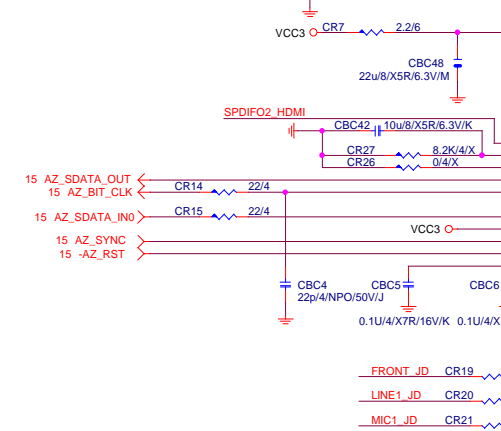 VCC3 CR7 2.2/6
CBC48
22u/8/X5R/6.3V/M
SPDIFO2_HDMI
CBC42 10u/8/X5R/6.3V/K
CR27 8.2K/4/X
CR26 0/4/X
15 AZ_SDATA_OUT
15 AZ_BIT_CLK CR14 22/4
15 AZ_SDATA_IN0 CR15 22/4
VCC3
15 AZ_SYNC
15 -AZ_RST
CBC4 CBC5 CBC6
22p/4/NPO/50V/J
0.1U/4/X7R/16V/K 0.1U/4/X
FRONT_JD CR19
LINE1_JD CR20
MIC1_JD CR21